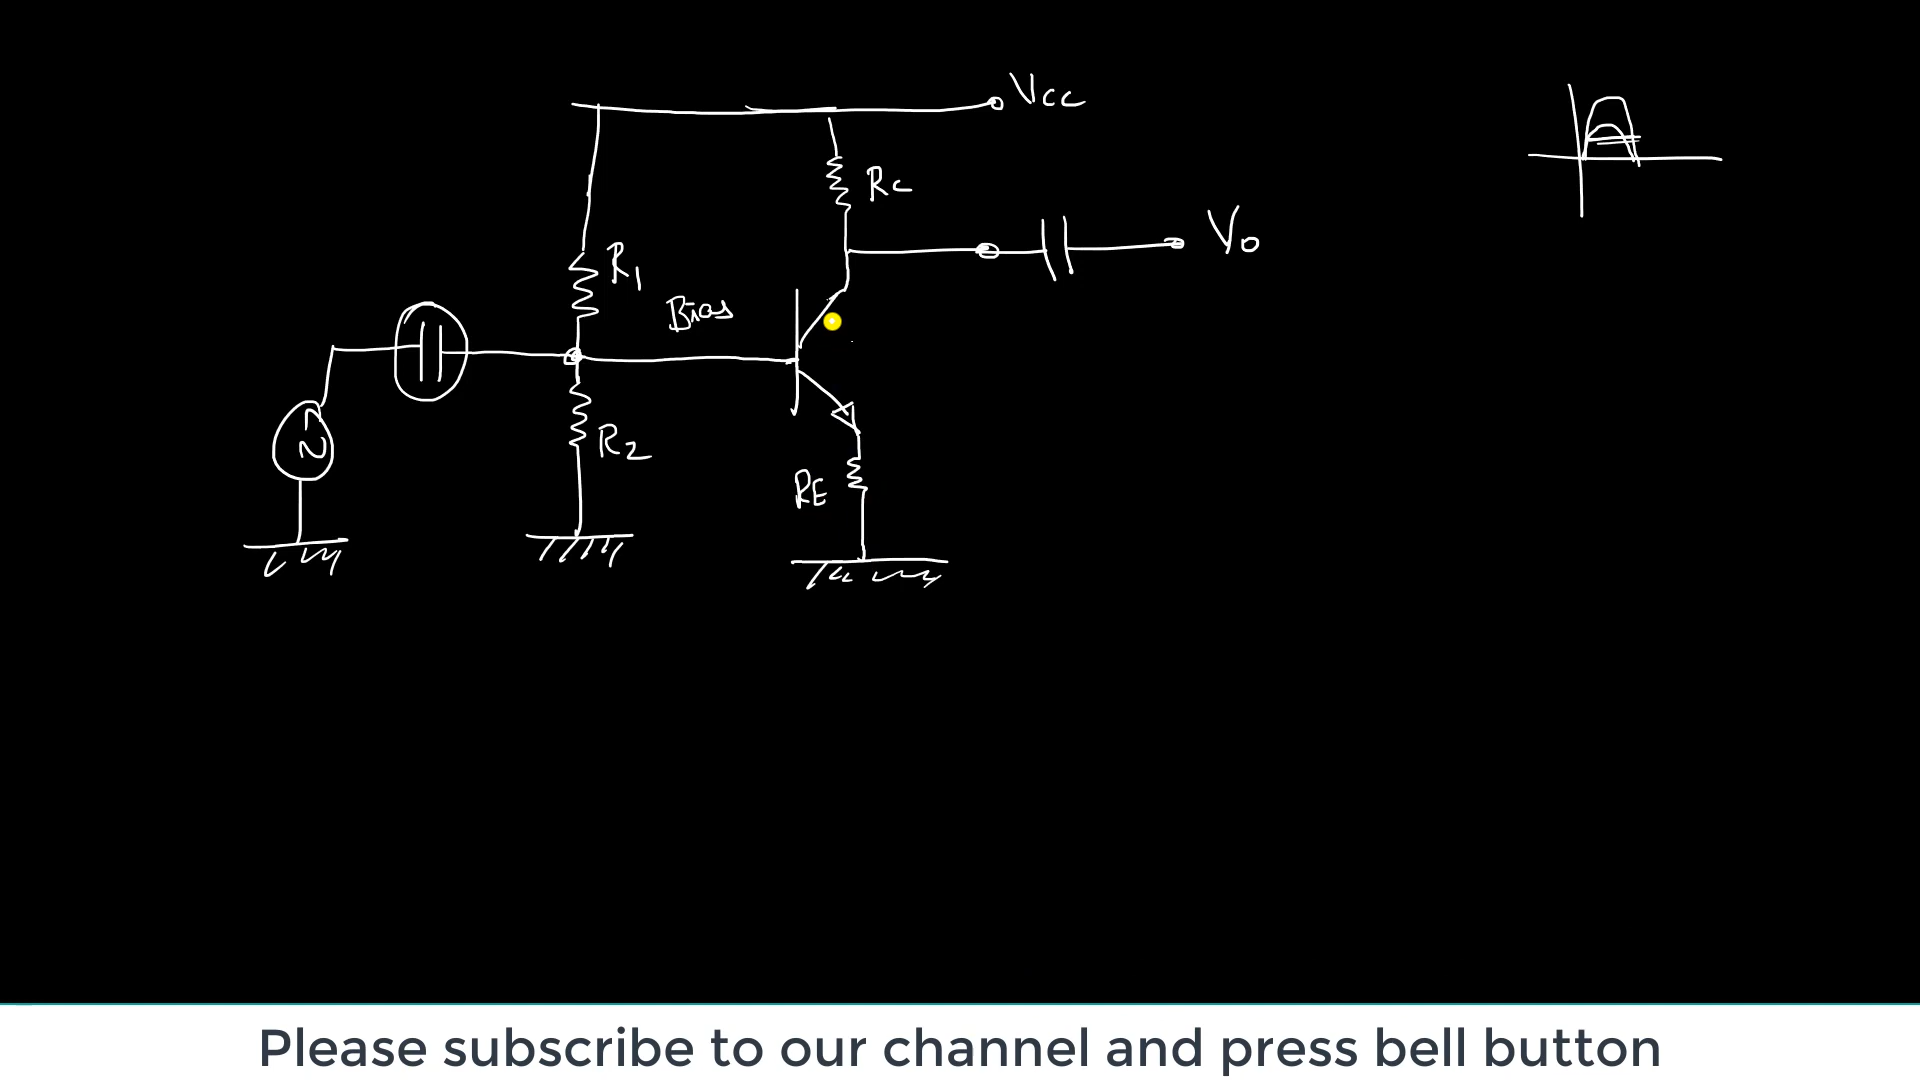 Vcc
Rc
Vo
R1
Bias
R2
RE
Please subscribe to our channel and press bell button